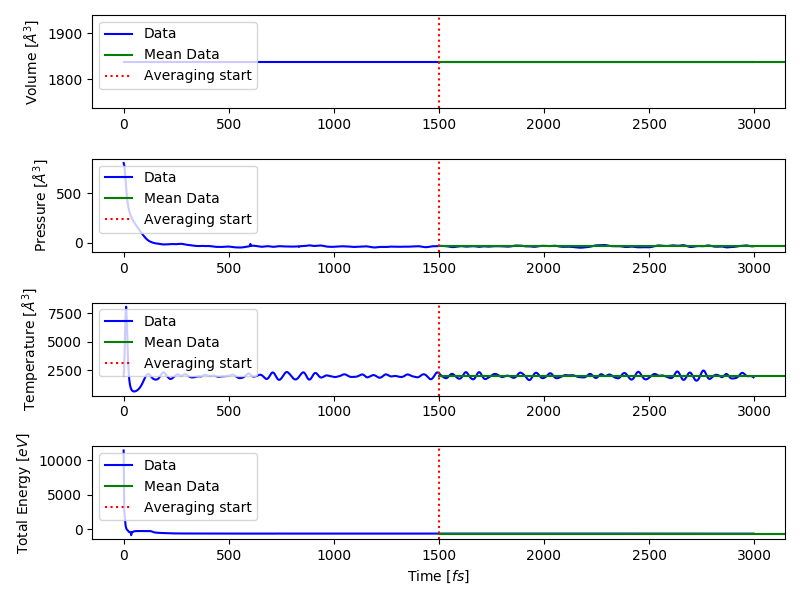 Volume [Å³]
1900
1800
Data
Mean Data
Averaging start
0 500 1000 1500 2000 2500 3000
Pressure [Å³]
500
0
Data
Mean Data
Averaging start
0 500 1000 1500 2000 2500 3000
Temperature [Å³]
7500
5000
2500
Data
Mean Data
Averaging start
0 500 1000 1500 2000 2500 3000
Total Energy [eV]
10000
5000
0
Data
Mean Data
Averaging start
0 500 1000 1500 2000 2500 3000
Time [fs]